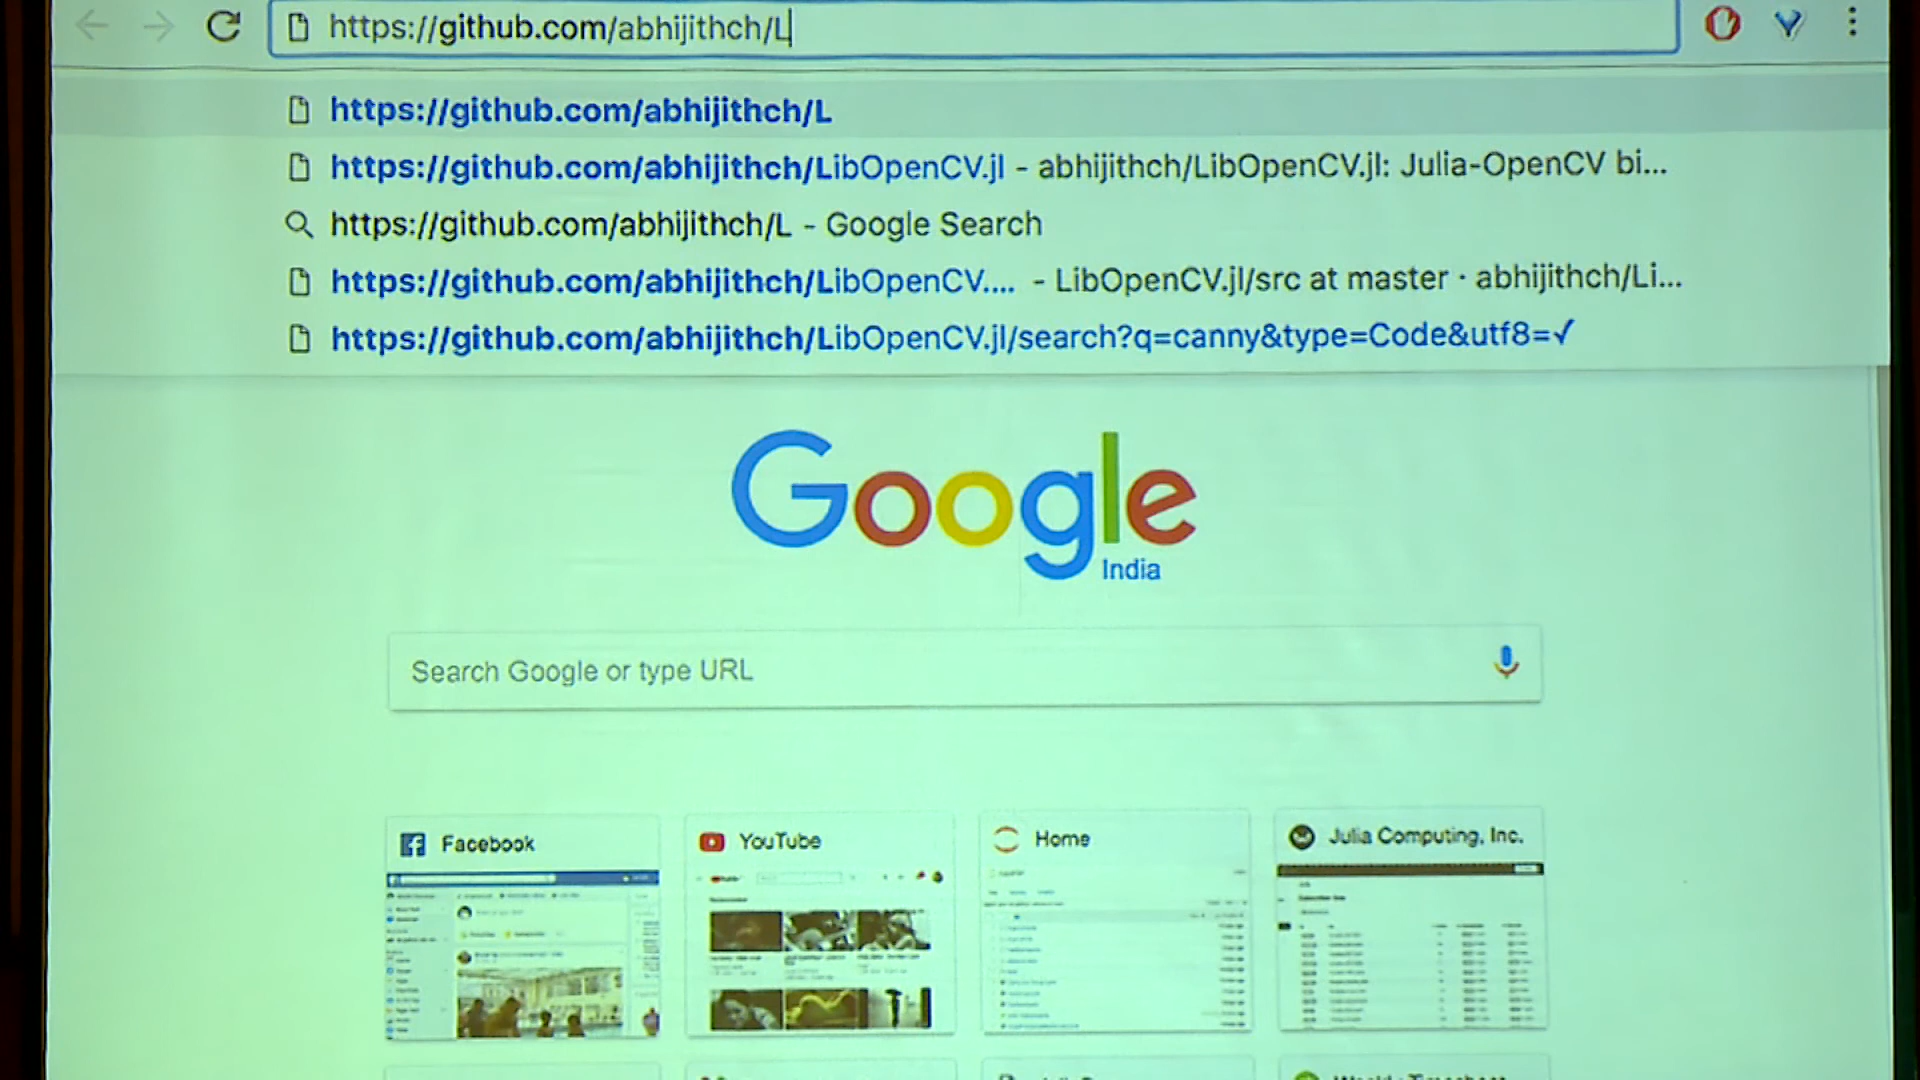 https://github.com/abhijithch/L
https://github.com/abhijithch/L
https://github.com/abhijithch/LibOpenCV.jl - abhijithch/LibOpenCV.jl: Julia-OpenCV bi...
https://github.com/abhijithch/L - Google Search
https://github.com/abhijithch/LibOpenCV.... - LibOpenCV.jl/src at master · abhijithch/Li...
https://github.com/abhijithch/LibOpenCV.jl/search?q=canny&type=Code&utf8=✓
Google
India
Search Google or type URL
Facebook
YouTube
Home
Julia Computing, Inc.